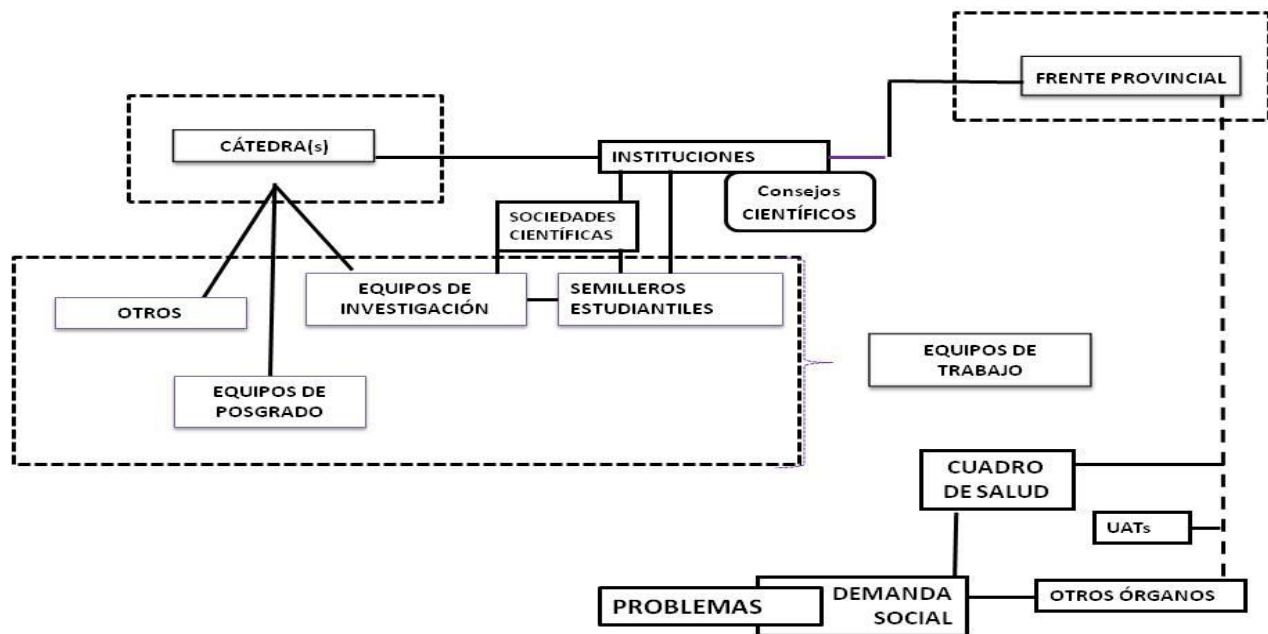 FRENTE PROVINCIAL
CÁTEDRA(s)
INSTITUCIONES
Consejos
CIENTÍFICOS
SOCIEDADES
CIENTÍFICAS
EQUIPOS DE
INVESTIGACIÓN
SEMILLEROS
ESTUDIANTILES
OTROS
EQUIPOS DE
TRABAJO
EQUIPOS DE
POSGRADO
CUADRO
DE SALUD
UATs
PROBLEMAS
DEMANDA
SOCIAL
OTROS ÓRGANOS